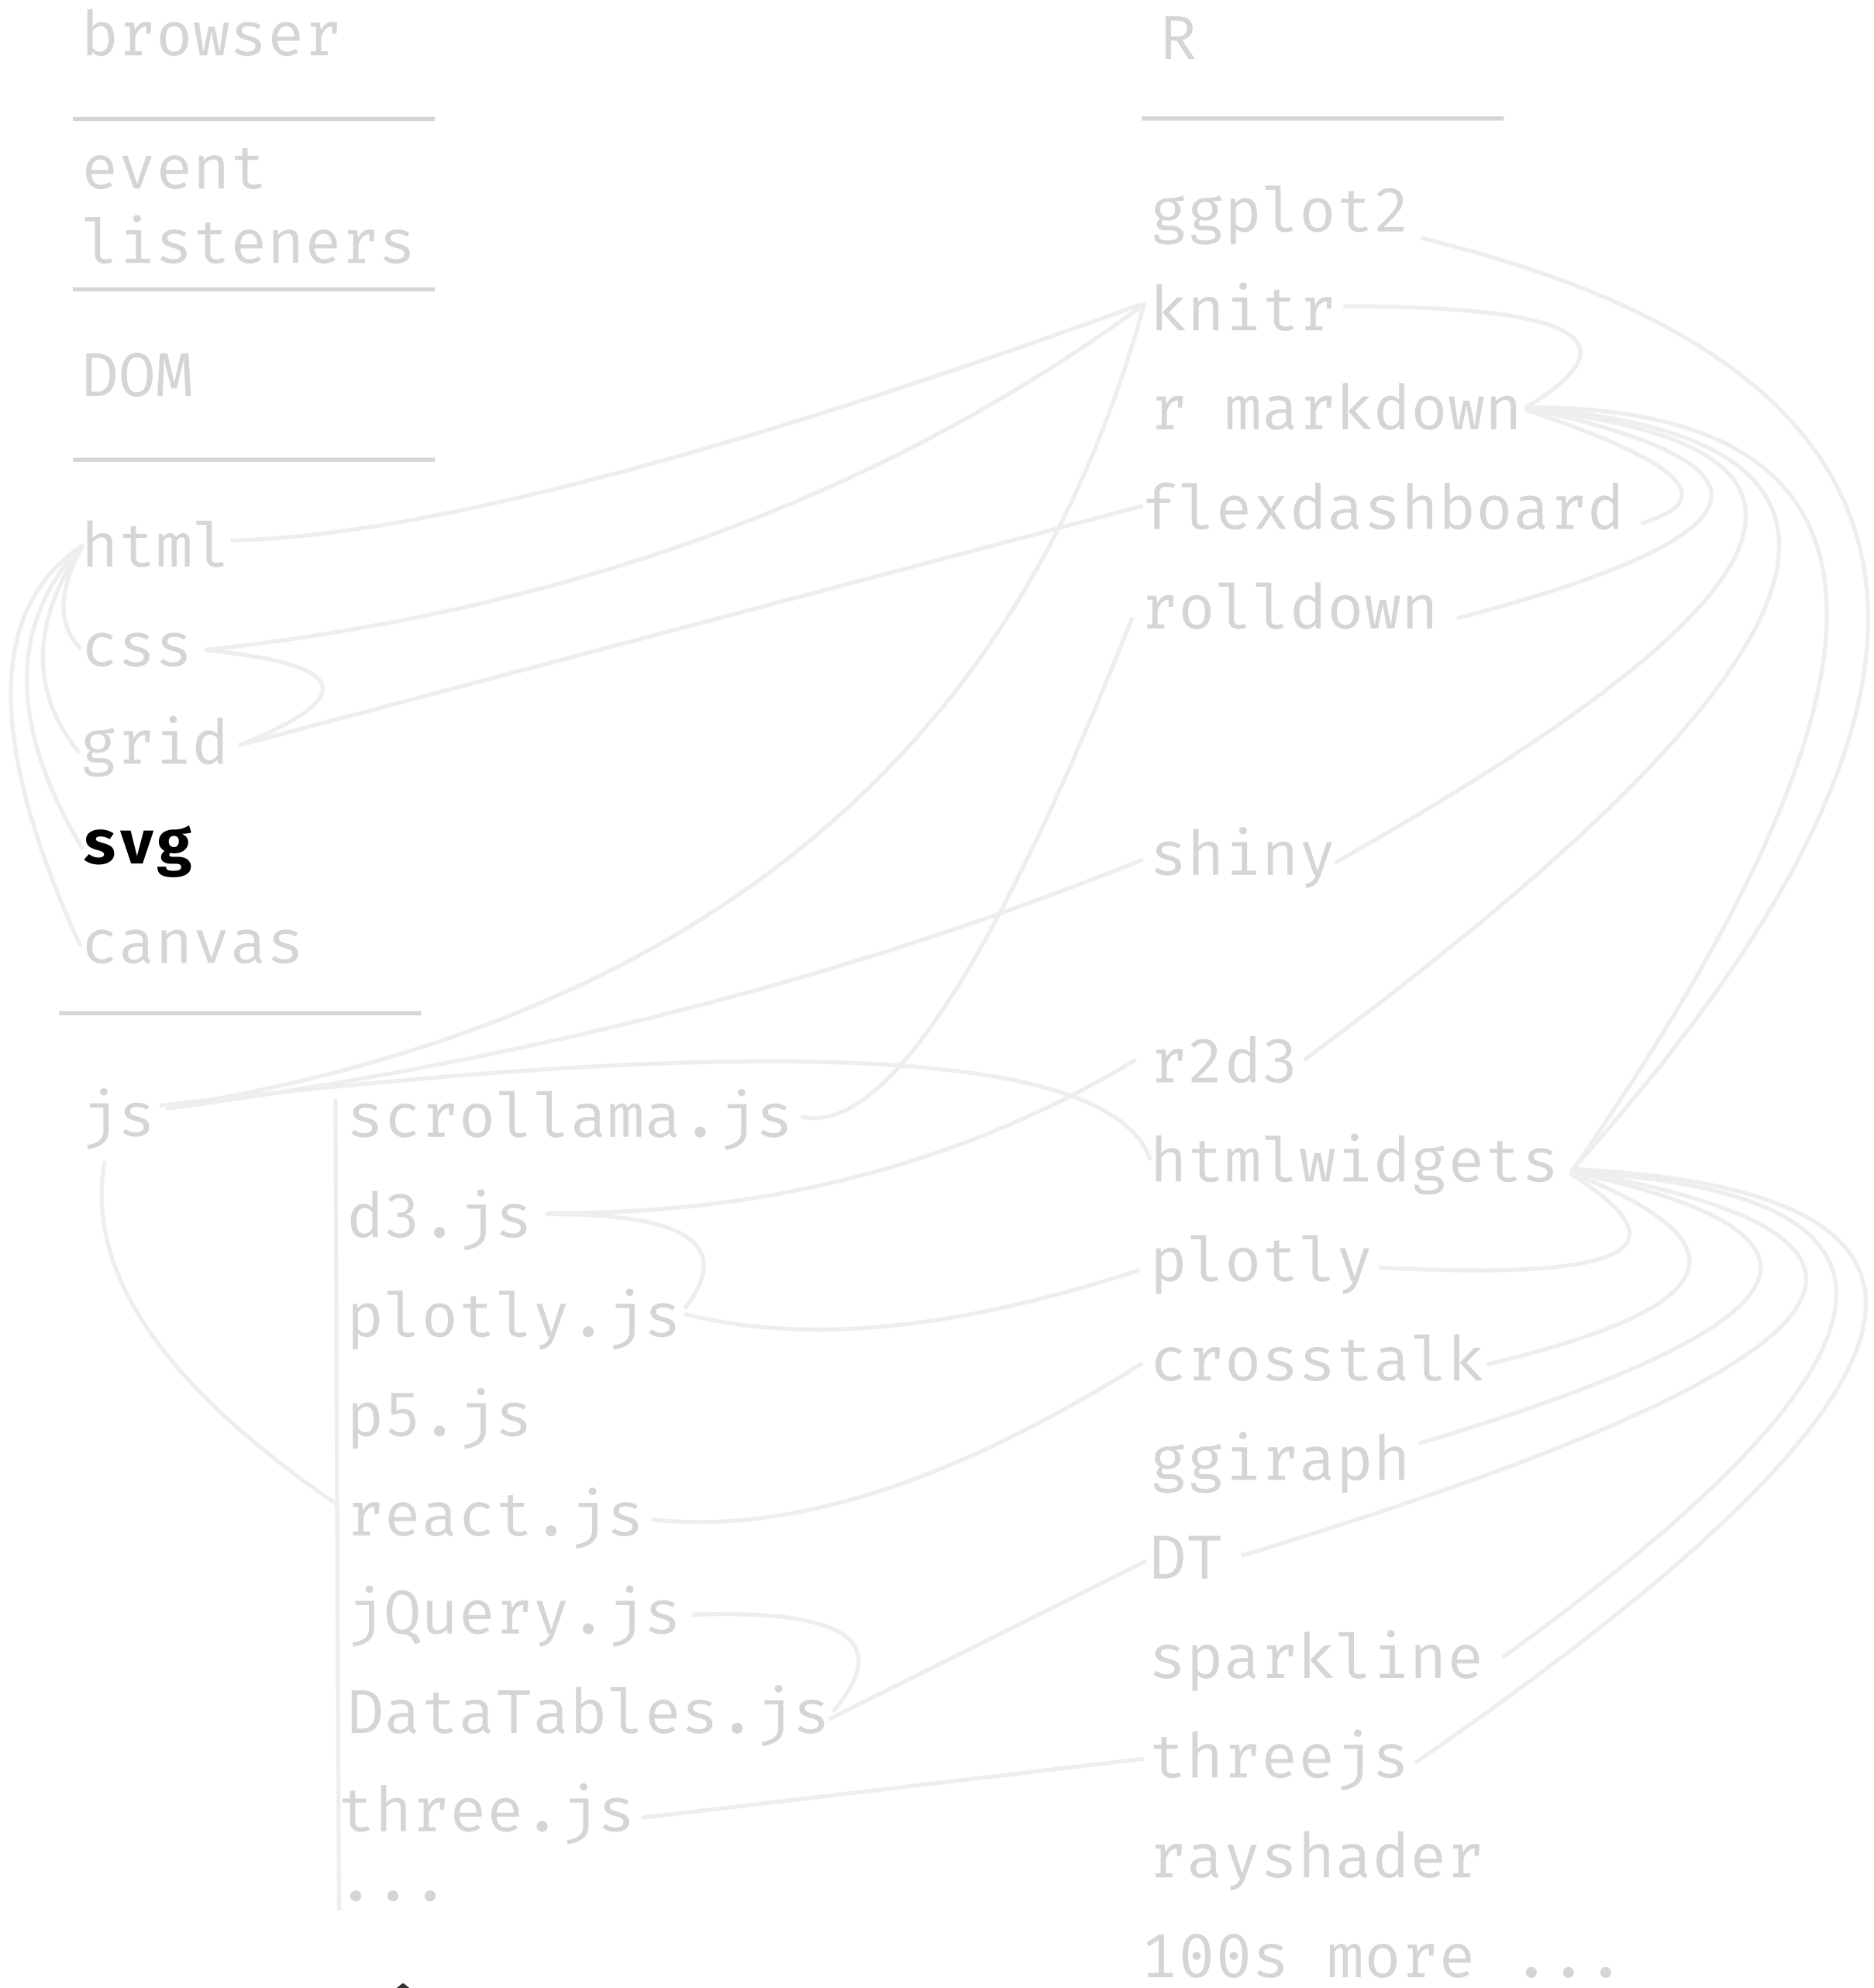 browser
event
listeners
DOM
html
css
grid
svg
canvas
js
scrollama.js
d3.js
plotly.js
p5.js
react.js
jQuery.js
DataTables.js
three.js
...
R
ggplot2
knitr
r markdown
flexdashboard
rolldown
shiny
r2d3
htmlwidgets
plotly
crosstalk
ggiraph
DT
sparkline
threejs
rayshader
100s more ...